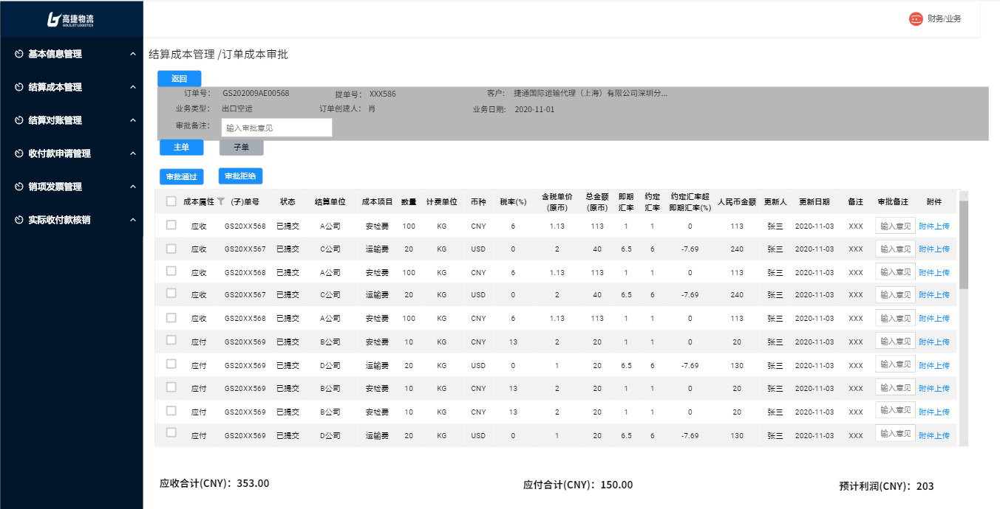 高捷物流
GOLDJET LOGISTICS
财务/业务
基本信息管理
结算成本管理
结算对账管理
收付款申请管理
销项发票管理
实际收付款核销
结算成本管理 /订单成本审批
返回
订单号： GS202009AE00568 提单号： XXX586 客户： 捷通国际运输代理（上海）有限公司深圳分...
业务类型： 出口空运 订单创建人： 肖 业务日期： 2020-11-01
审批备注： 输入审批意见
主单 子单
审批通过 审批拒绝
成本属性 (子)单号 状态 结算单位 成本项目 数量 计费单位 币种 税率(%) 含税单价(原币) 总金额(原币) 即期汇率 约定汇率 约定汇率超即期汇率(%) 人民币金额 更新人 更新日期 备注 审批备注 附件
应收 GS20XX568 已提交 A公司 安检费 100 KG CNY 6 1.13 113 1 1 0 113 张三 2020-11-03 XXX 输入意见 附件上传
应收 GS20XX567 已提交 C公司 运输费 20 KG USD 0 2 40 6.5 6 -7.69 240 张三 2020-11-03 XXX 输入意见 附件上传
应收 GS20XX568 已提交 A公司 安检费 100 KG CNY 6 1.13 113 1 1 0 113 张三 2020-11-03 XXX 输入意见 附件上传
应收 GS20XX567 已提交 C公司 运输费 20 KG USD 0 2 40 6.5 6 -7.69 240 张三 2020-11-03 XXX 输入意见 附件上传
应收 GS20XX568 已提交 A公司 安检费 100 KG CNY 6 1.13 113 1 1 0 113 张三 2020-11-03 XXX 输入意见 附件上传
应付 GS20XX569 已提交 B公司 安检费 10 KG CNY 13 2 20 1 1 0 20 张三 2020-11-03 XXX 输入意见 附件上传
应付 GS20XX569 已提交 D公司 运输费 20 KG USD 0 1 20 6.5 6 -7.69 130 张三 2020-11-03 XXX 输入意见 附件上传
应付 GS20XX569 已提交 B公司 安检费 10 KG CNY 13 2 20 1 1 0 20 张三 2020-11-03 XXX 输入意见 附件上传
应付 GS20XX569 已提交 B公司 安检费 10 KG CNY 13 2 20 1 1 0 20 张三 2020-11-03 XXX 输入意见 附件上传
应付 GS20XX569 已提交 D公司 运输费 20 KG USD 0 1 20 6.5 6 -7.69 130 张三 2020-11-03 XXX 输入意见 附件上传
应收合计(CNY)：353.00 应付合计(CNY)：150.00 预计利润(CNY)：203